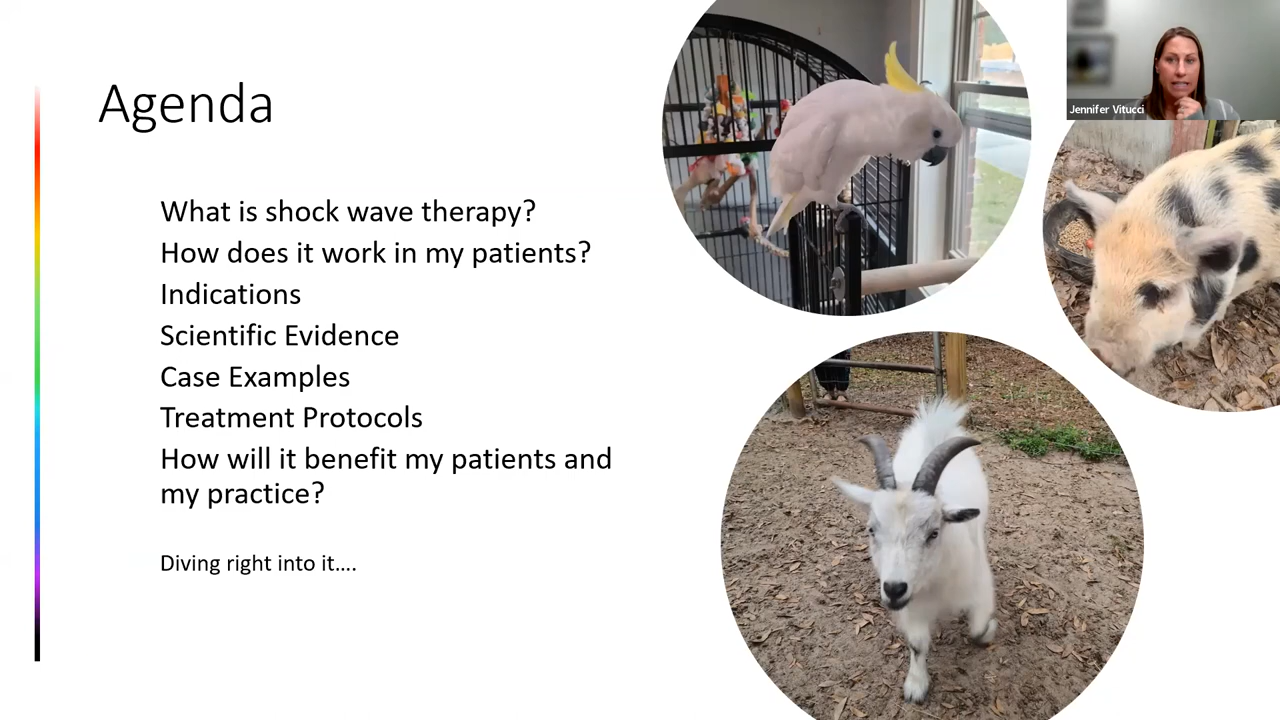 Agenda
What is shock wave therapy?
How does it work in my patients?
Indications
Scientific Evidence
Case Examples
Treatment Protocols
How will it benefit my patients and
my practice?
Diving right into it....
Jennifer Vitucci